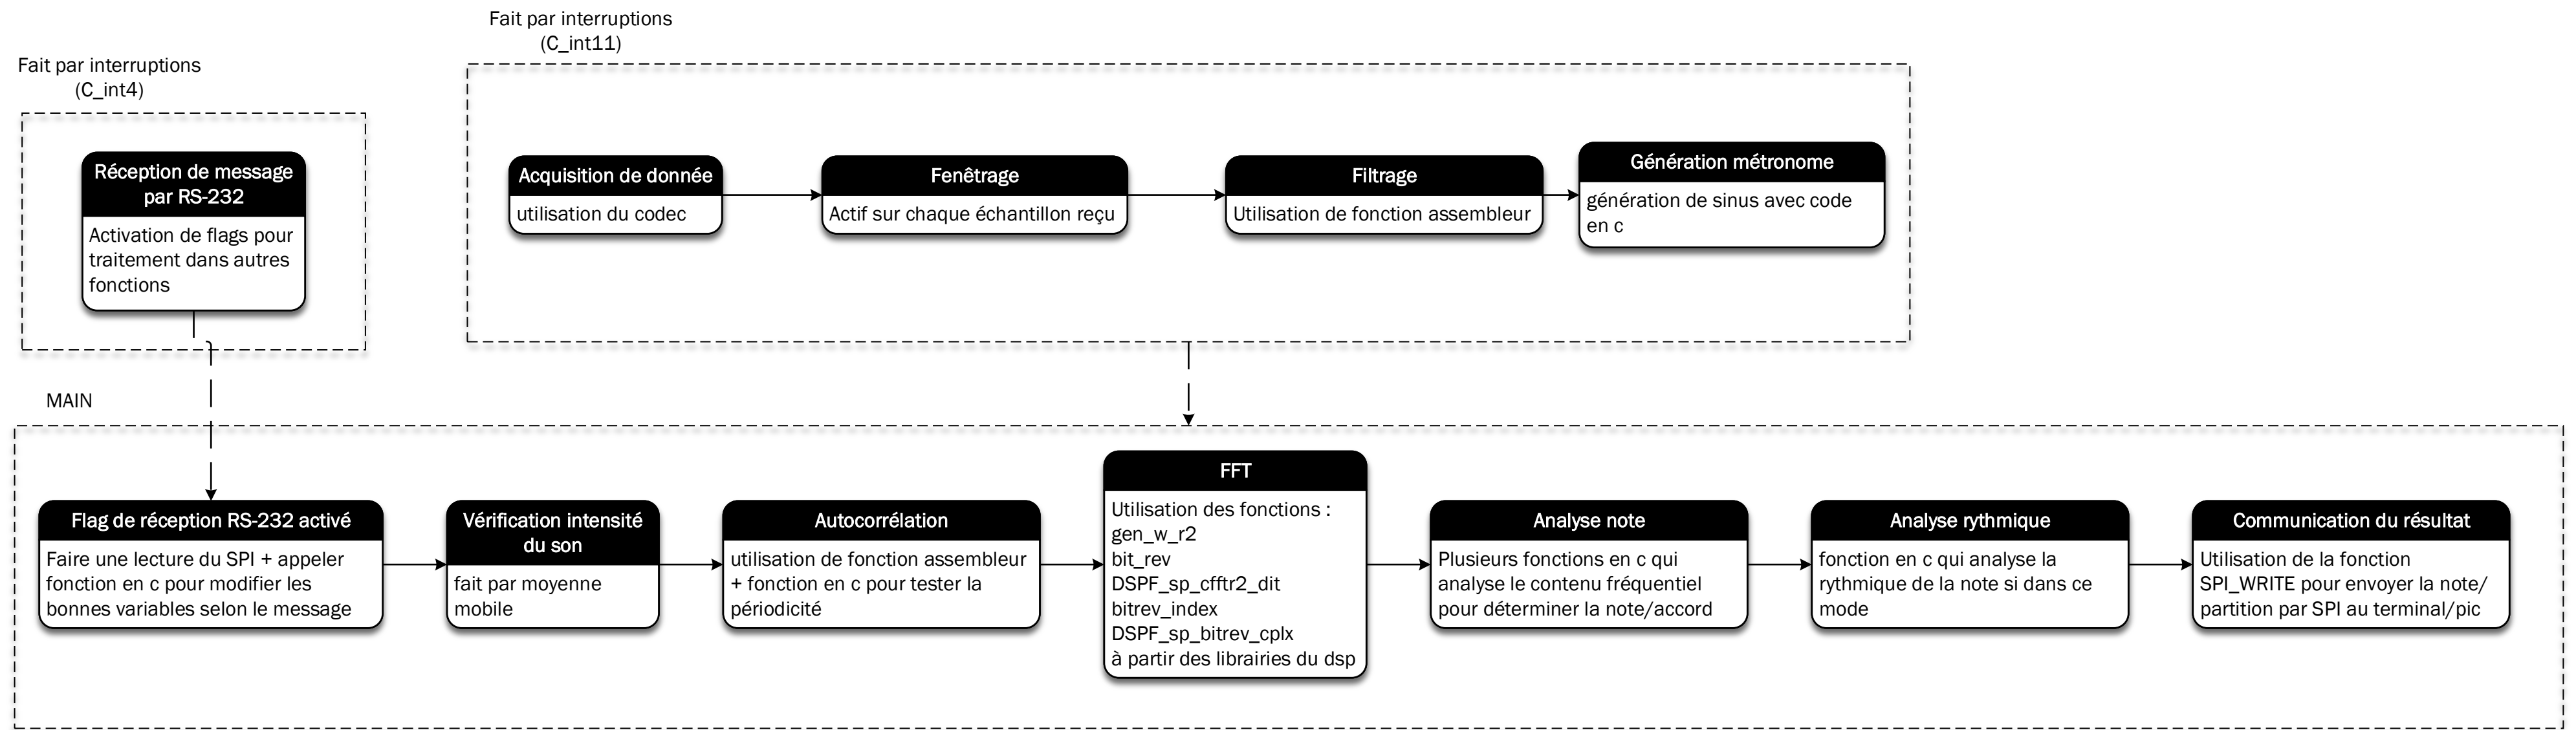 Fait par interruptions
(C_int4)
Réception de message
par RS-232
Activation de flags pour
traitement dans autres
fonctions
Fait par interruptions
(C_int11)
Acquisition de donnée
utilisation du codec
Fenêtrage
Actif sur chaque échantillon reçu
Filtrage
Utilisation de fonction assembleur
Génération métronome
génération de sinus avec code
en c
MAIN
Flag de réception RS-232 activé
Faire une lecture du SPI + appeler
fonction en c pour modifier les
bonnes variables selon le message
Vérification intensité
du son
fait par moyenne
mobile
Autocorrélation
utilisation de fonction assembleur
+ fonction en c pour tester la
périodicité
FFT
Utilisation des fonctions :
gen_w_r2
bit_rev
DSPF_sp_cfftr2_dit
bitrev_index
DSPF_sp_bitrev_cplx
à partir des librairies du dsp
Analyse note
Plusieurs fonctions en c qui
analyse le contenu fréquentiel
pour déterminer la note/accord
Analyse rythmique
fonction en c qui analyse la
rythmique de la note si dans ce
mode
Communication du résultat
Utilisation de la fonction
SPI_WRITE pour envoyer la note/
partition par SPI au terminal/pic